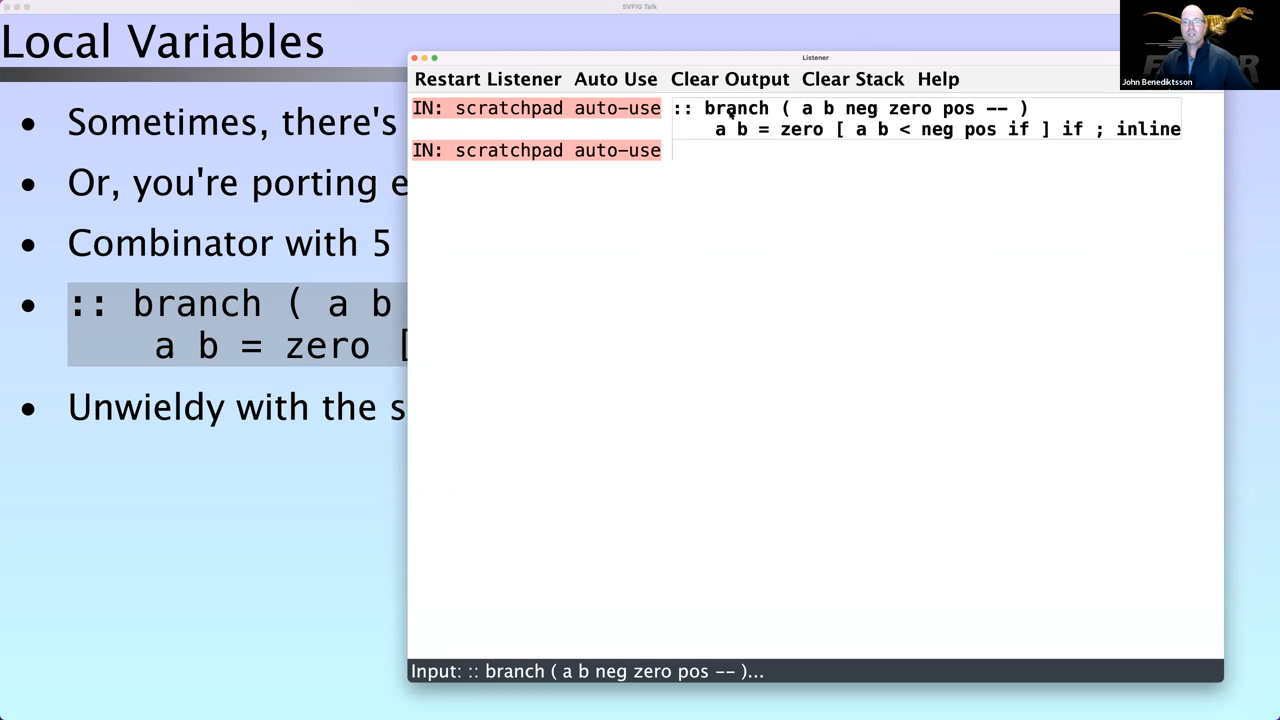 SVFIG Talk
Local Variables
Sometimes, there's
Or, you're porting e
Combinator with 5
:: branch ( a b
a b = zero [
Unwieldy with the s
Listener
Restart Listener Auto Use Clear Output Clear Stack Help
IN: scratchpad auto-use :: branch ( a b neg zero pos -- )
a b = zero [ a b < neg pos if ] if ; inline
IN: scratchpad auto-use
Input: :: branch ( a b neg zero pos -- )...
John Benediktsson